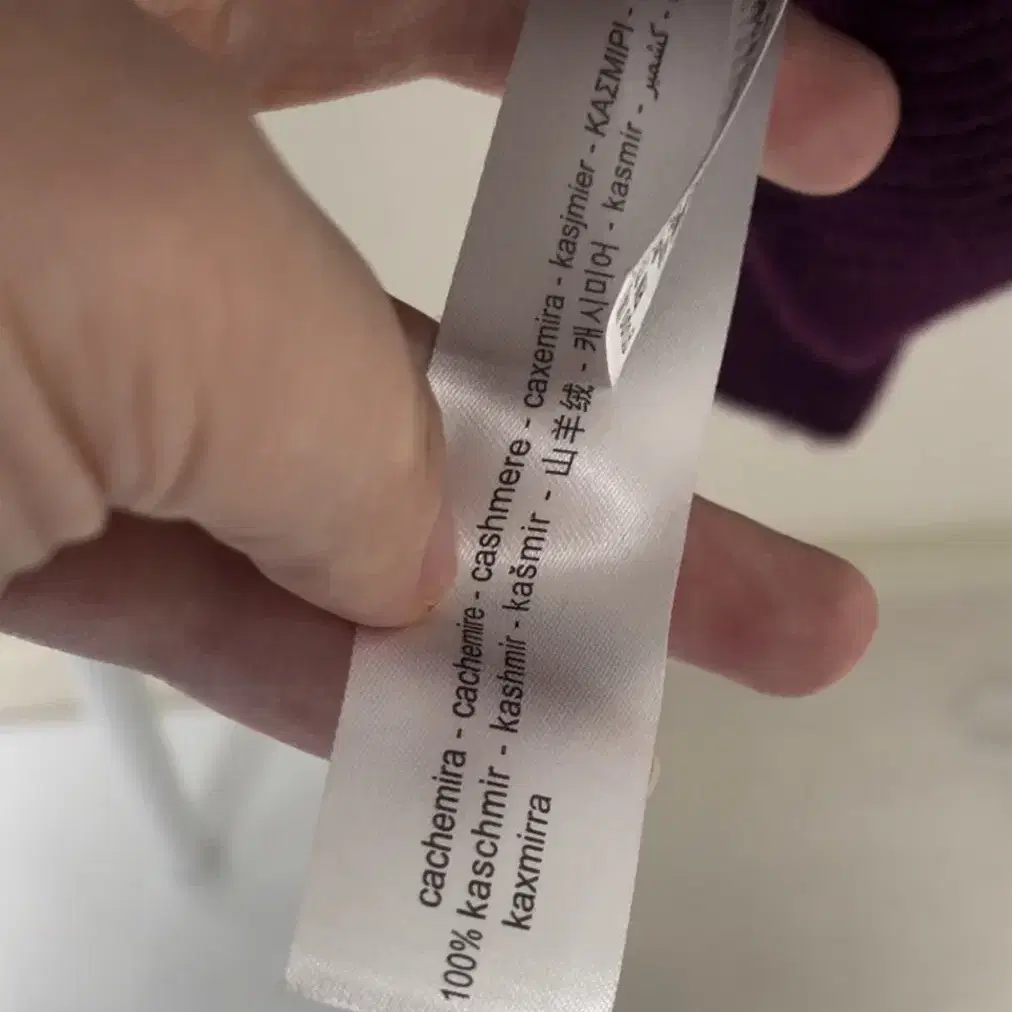 cachemira - cachemire - cashmere - caxemira - kasjmier - ΚΑΣΜΙΡΙ -
100% kaschmir - kashmir - kašmir - 山羊绒 - 캐시미어 - kasmir - كشمير -
kaxmirra